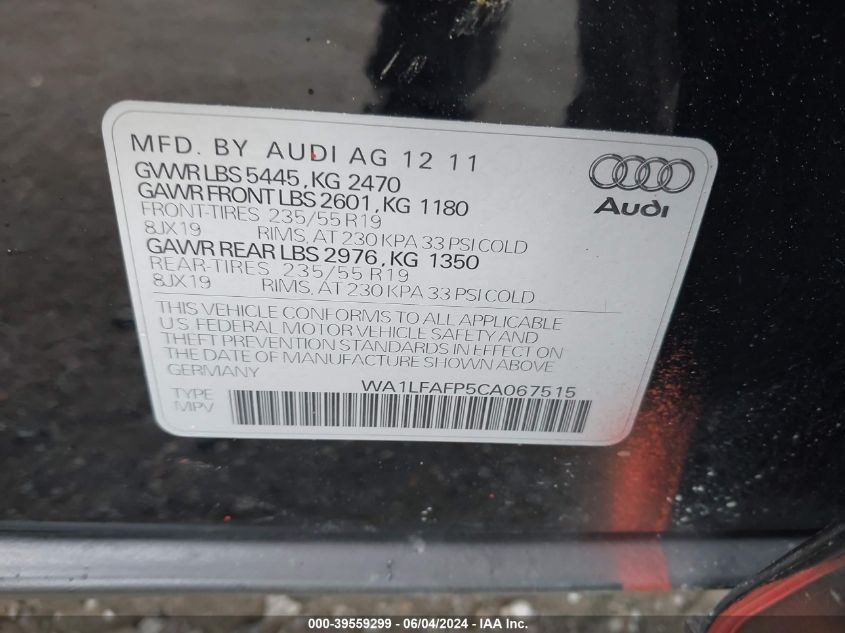 MFD. BY AUDI AG 12 11
GVWR LBS 5445, KG 2470
GAWR FRONT LBS 2601, KG 1180
FRONT-TIRES 235/55 R19
8JX19 RIMS, AT 230 KPA 33 PSI COLD
GAWR REAR LBS 2976, KG 1350
REAR-TIRES 235/55 R19
8JX19 RIMS, AT 230 KPA 33 PSI COLD
THIS VEHICLE CONFORMS TO ALL APPLICABLE
U.S. FEDERAL MOTOR VEHICLE SAFETY AND
THEFT PREVENTION STANDARDS IN EFFECT ON
THE DATE OF MANUFACTURE SHOWN ABOVE
GERMANY
WA1LFAFP5CA067515
TYPE
MPV
Audi
000-39559299 - 06/04/2024 - IAA Inc.